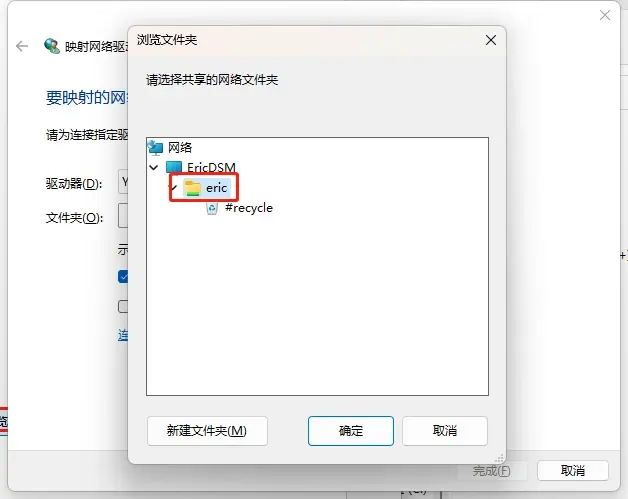 浏览文件夹
映射网络驱动
要映射的网
请选择共享的网络文件夹
请为连接指定驱
网络
EricDSM
驱动器(D): Y
eric
文件夹(O):
#recycle
新建文件夹(M)
确定
取消
完成(F)
取消